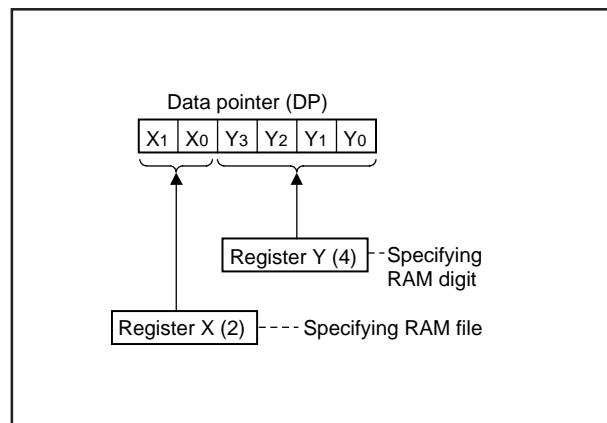 Data pointer (DP)
X1 X0 Y3 Y2 Y1 Y0
Register Y (4)
Specifying
RAM digit
Register X (2)
Specifying RAM file